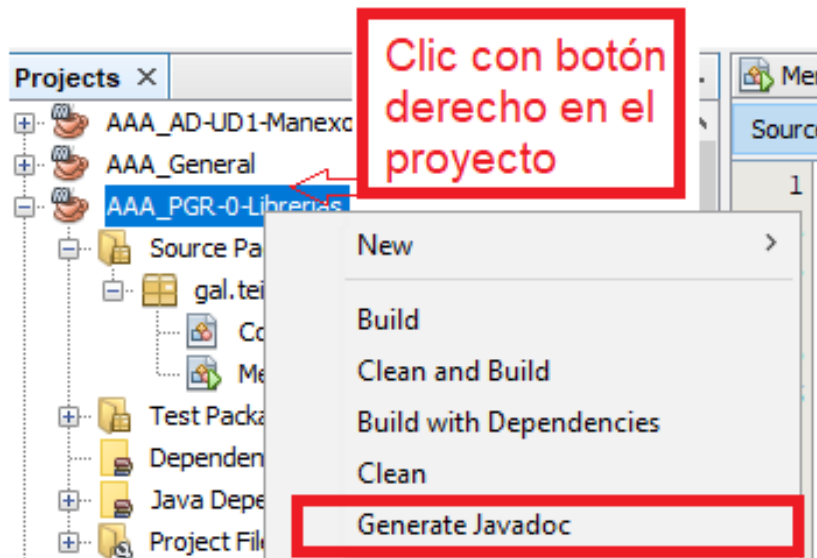 Clic con botón
derecho en el
proyecto
Projects
AAA_AD-UD1-Manexo
AAA_General
AAA_PGR-0-Librerias
Source Pa
gal.tei
Co
Me
Test Packa
Dependen
Java Depe
Project File
New
Build
Clean and Build
Build with Dependencies
Clean
Generate Javadoc
Me
Source
1